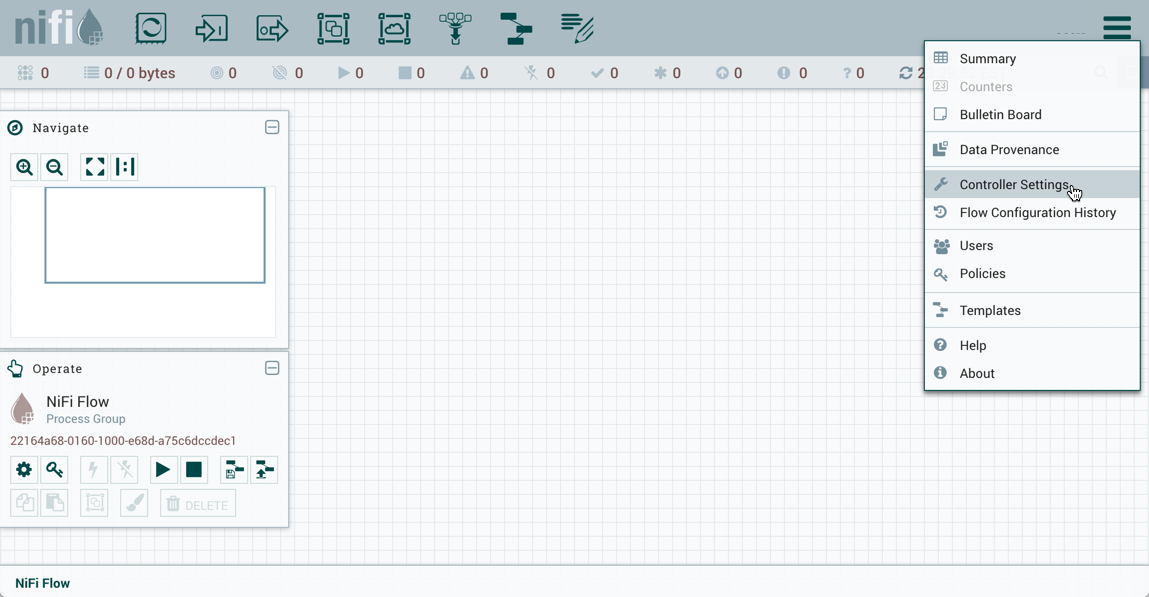 nifi
0
0 / 0 bytes
0
0
0
0
0
0
0
0
0
0
0
2
Summary
Counters
Bulletin Board
Data Provenance
Controller Settings
Flow Configuration History
Users
Policies
Templates
Help
About
Navigate
Operate
NiFi Flow
Process Group
22164a68-0160-1000-e68d-a75c6dccdec1
DELETE
NiFi Flow